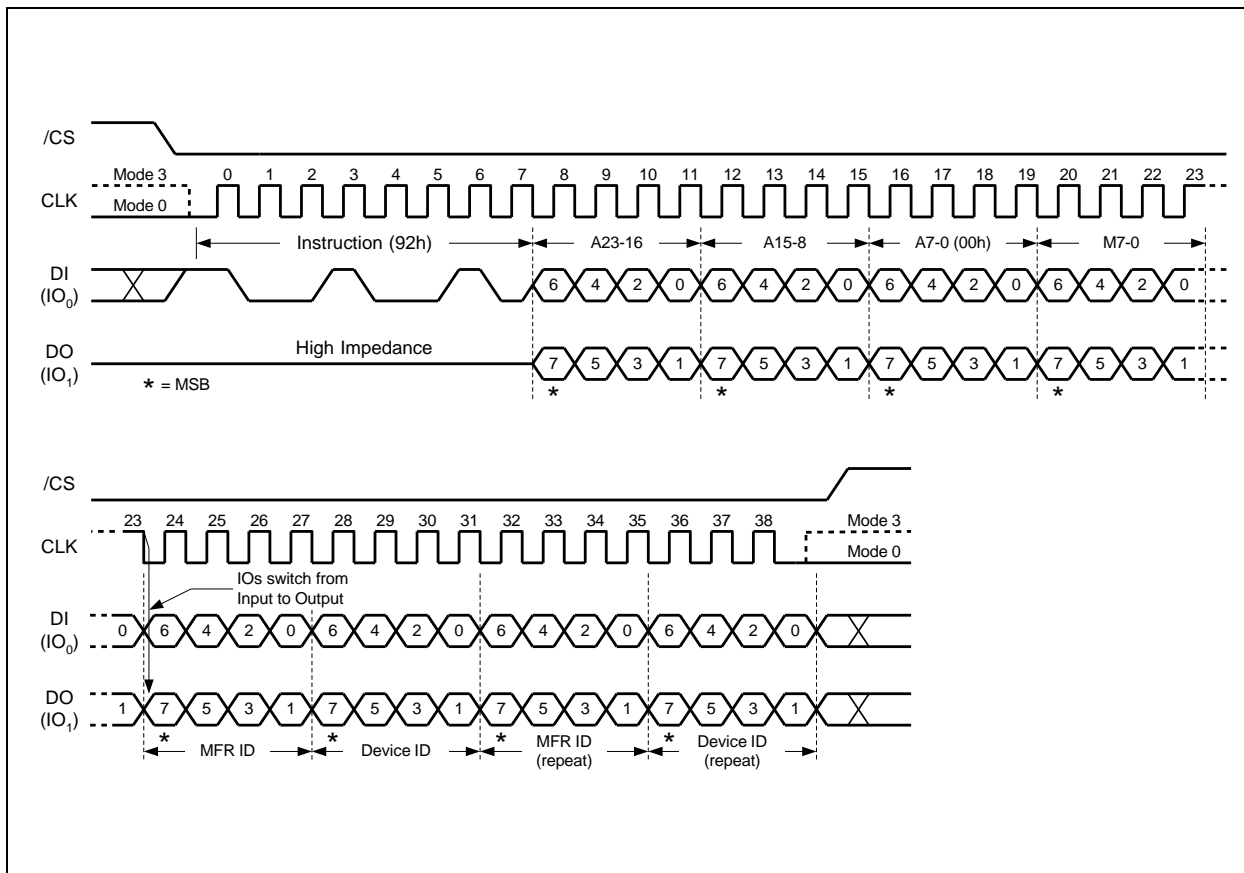 /CS
Mode 3
0 1 2 3 4 5 6 7 8 9 10 11 12 13 14 15 16 17 18 19 20 21 22 23
CLK
Mode 0
Instruction (92h) A23-16 A15-8 A7-0 (00h) M7-0
DI
(IO0)
6 4 2 0 6 4 2 0 6 4 2 0 6 4 2 0
High Impedance
DO
(IO1)
7 5 3 1 7 5 3 1 7 5 3 1 7 5 3 1
* = MSB
* * * *
/CS
23 24 25 26 27 28 29 30 31 32 33 34 35 36 37 38
Mode 3
CLK
Mode 0
IOs switch from
Input to Output
DI
(IO0)
0 6 4 2 0 6 4 2 0 6 4 2 0 6 4 2 0
DO
(IO1)
1 7 5 3 1 7 5 3 1 7 5 3 1 7 5 3 1
* * * *
MFR ID Device ID MFR ID
(repeat)
Device ID
(repeat)